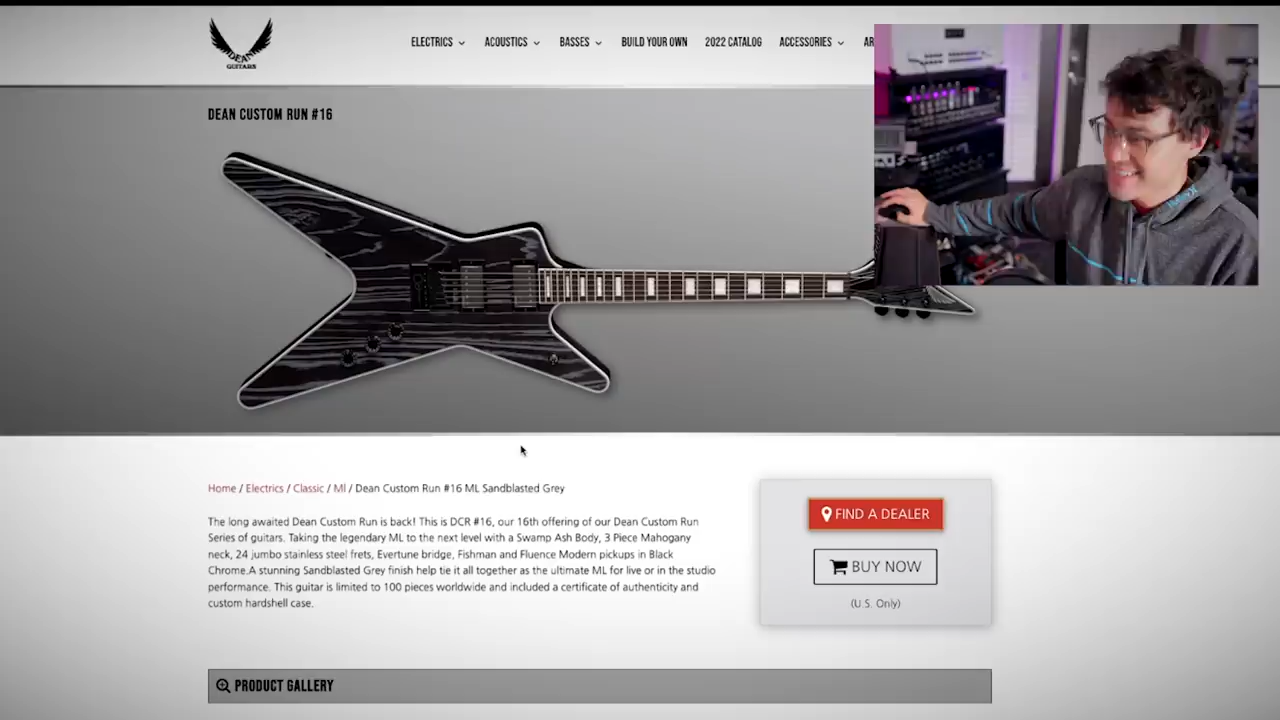 DEAN
GUITARS
ELECTRICS ACOUSTICS BASSES BUILD YOUR OWN 2022 CATALOG ACCESSORIES AR
DEAN CUSTOM RUN #16
Home / Electrics / Classic / Ml / Dean Custom Run #16 ML Sandblasted Grey
The long awaited Dean Custom Run is back! This is DCR #16, our 16th offering of our Dean Custom Run
Series of guitars. Taking the legendary ML to the next level with a Swamp Ash Body, 3 Piece Mahogany
neck, 24 jumbo stainless steel frets, Evertune bridge, Fishman and Fluence Modern pickups in Black
Chrome.A stunning Sandblasted Grey finish help tie it all together as the ultimate ML for live or in the studio
performance. This guitar is limited to 100 pieces worldwide and included a certificate of authenticity and
custom hardshell case.
FIND A DEALER
BUY NOW
(U.S. Only)
PRODUCT GALLERY